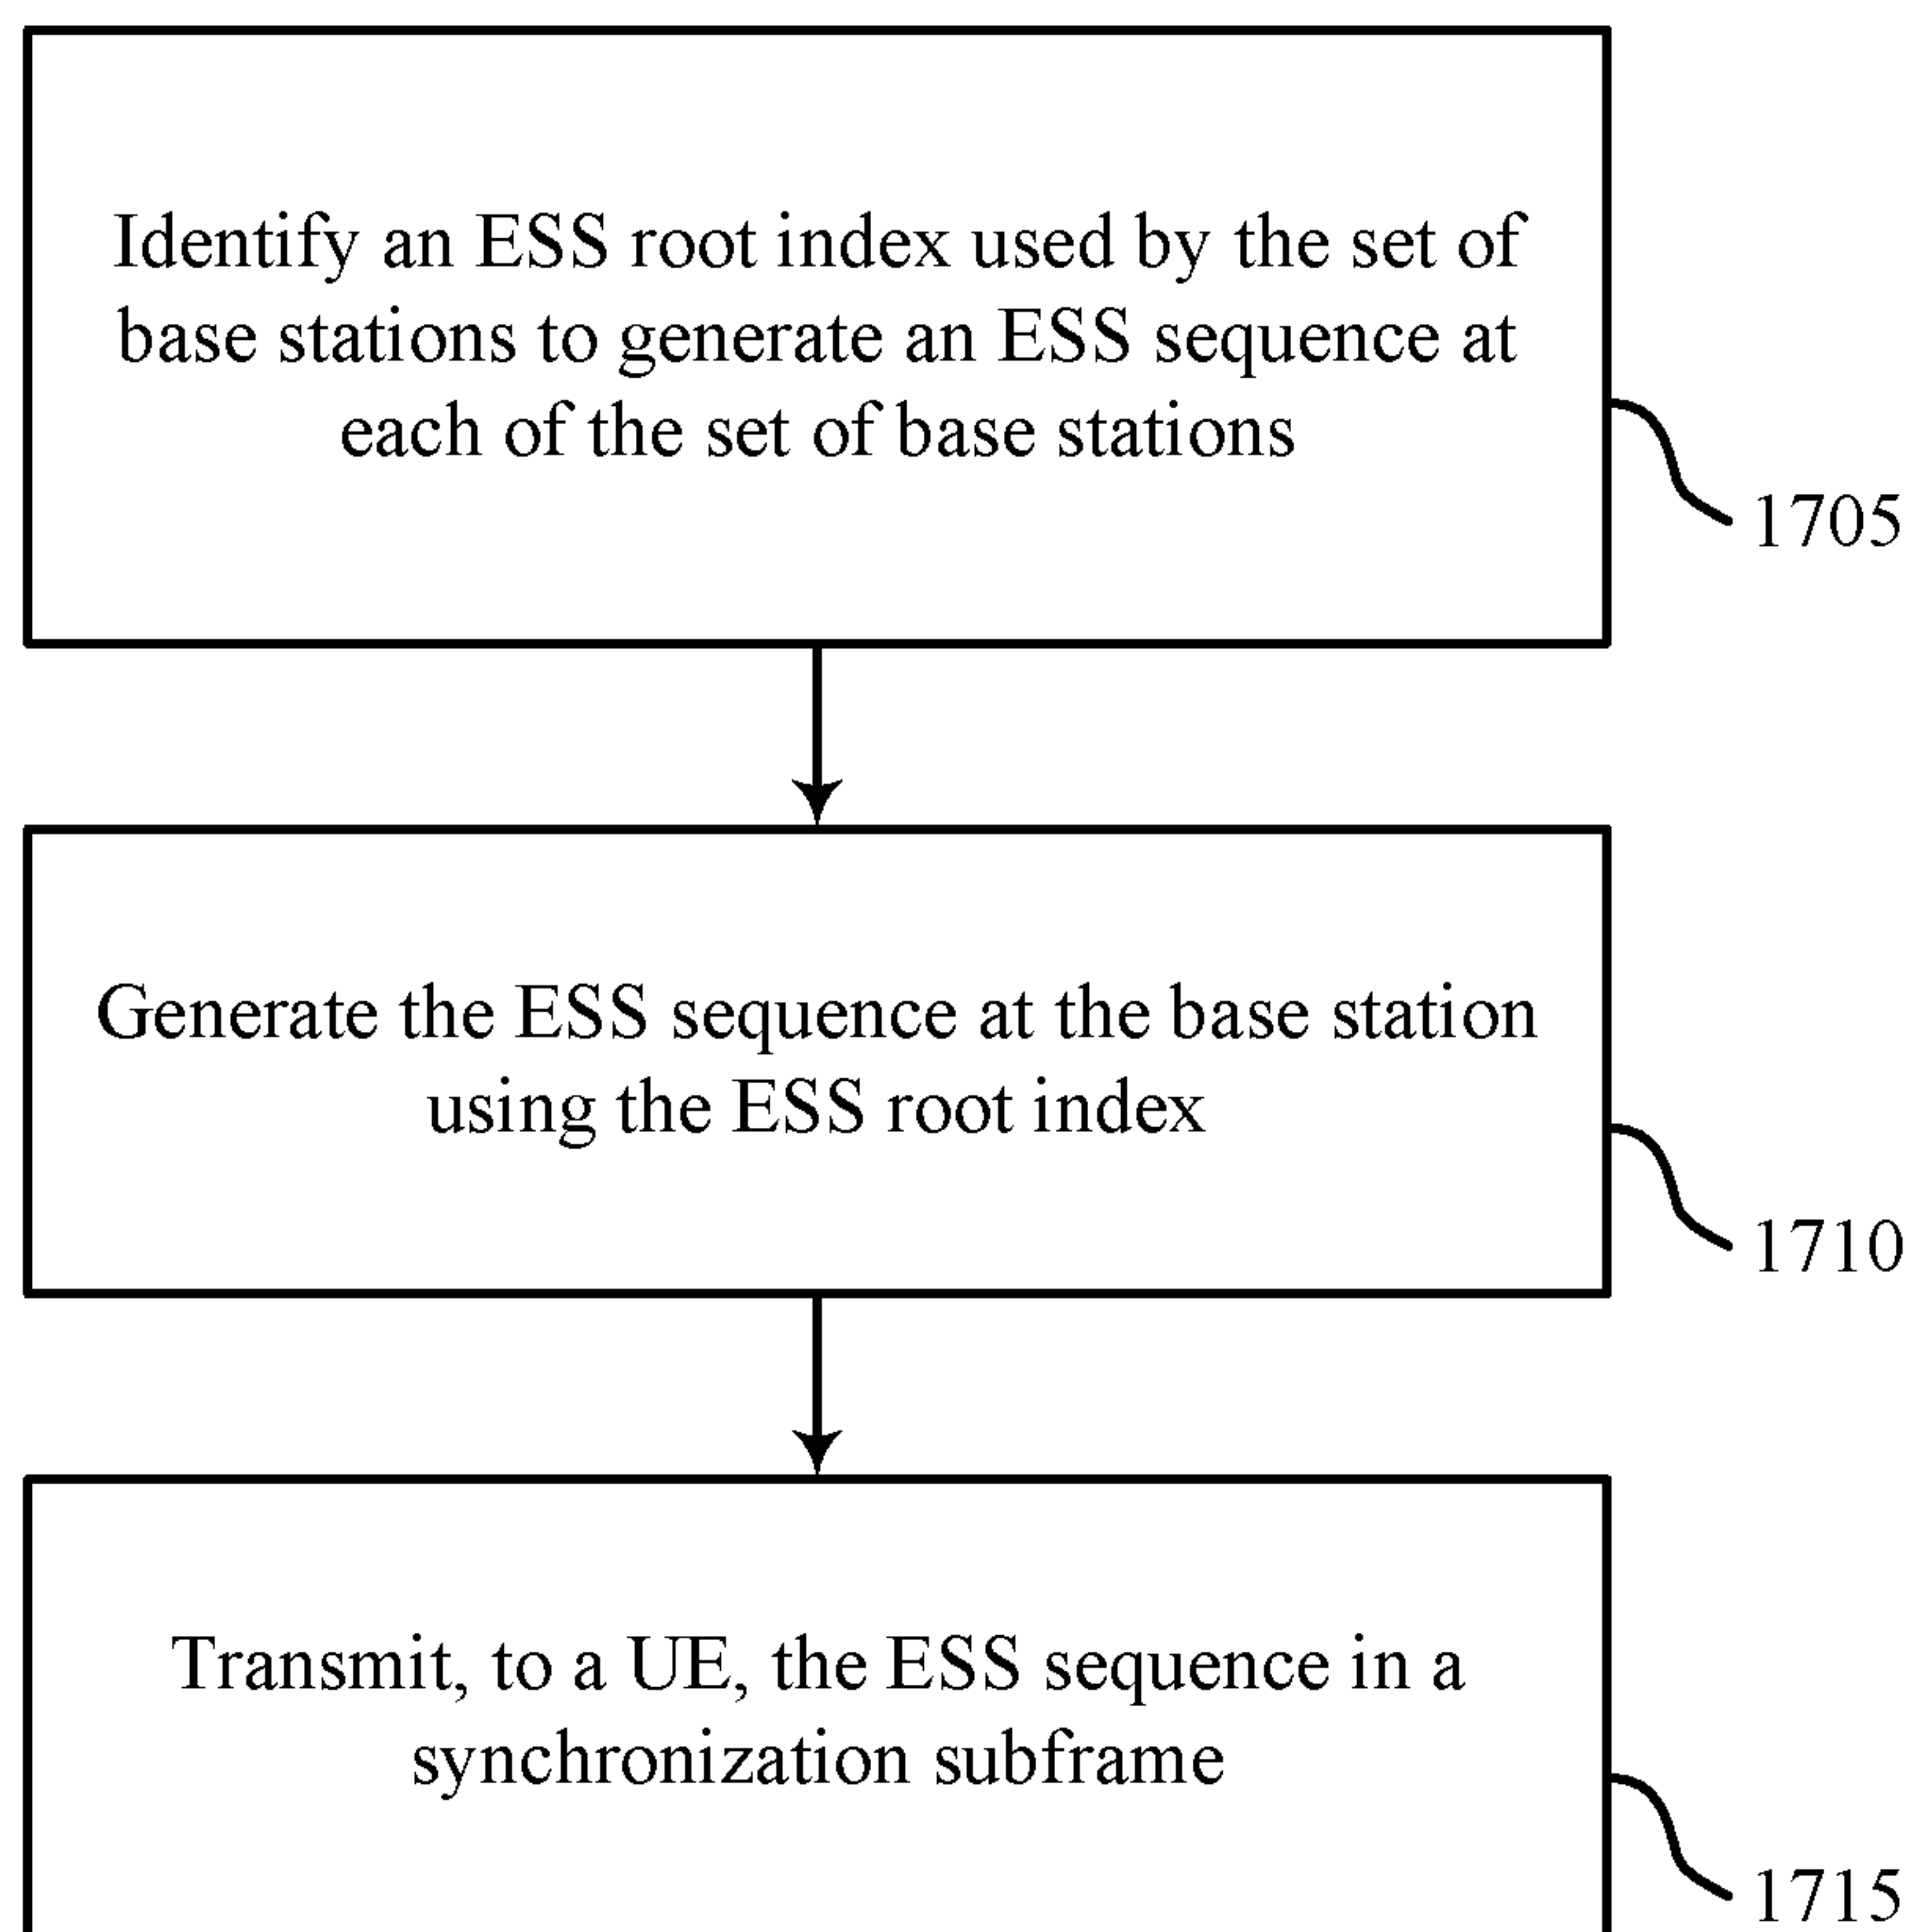 Identify an ESS root index used by the set of
base stations to generate an ESS sequence at
each of the set of base stations
1705
Generate the ESS sequence at the base station
using the ESS root index
1710
Transmit, to a UE, the ESS sequence in a
synchronization subframe
1715